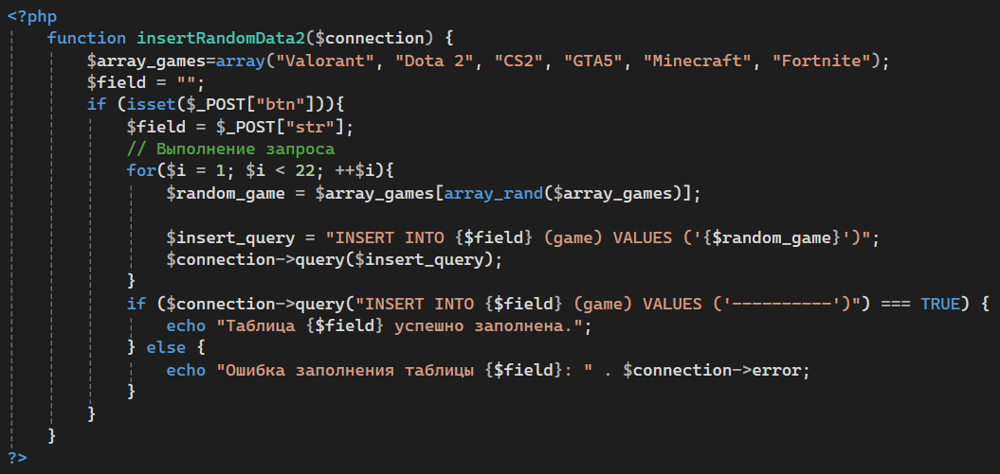 <?php
function insertRandomData2($connection) {
$array_games=array("Valorant", "Dota 2", "CS2", "GTA5", "Minecraft", "Fortnite");
$field = "";
if (isset($_POST["btn"])){
$field = $_POST["str"];
// Выполнение запроса
for($i = 1; $i < 22; ++$i){
$random_game = $array_games[array_rand($array_games)];
$insert_query = "INSERT INTO {$field} (game) VALUES ('{$random_game}')";
$connection->query($insert_query);
}
if ($connection->query("INSERT INTO {$field} (game) VALUES ('----------')") === TRUE) {
echo "Таблица {$field} успешно заполнена.";
} else {
echo "Ошибка заполнения таблицы {$field}: " . $connection->error;
}
}
}
?>